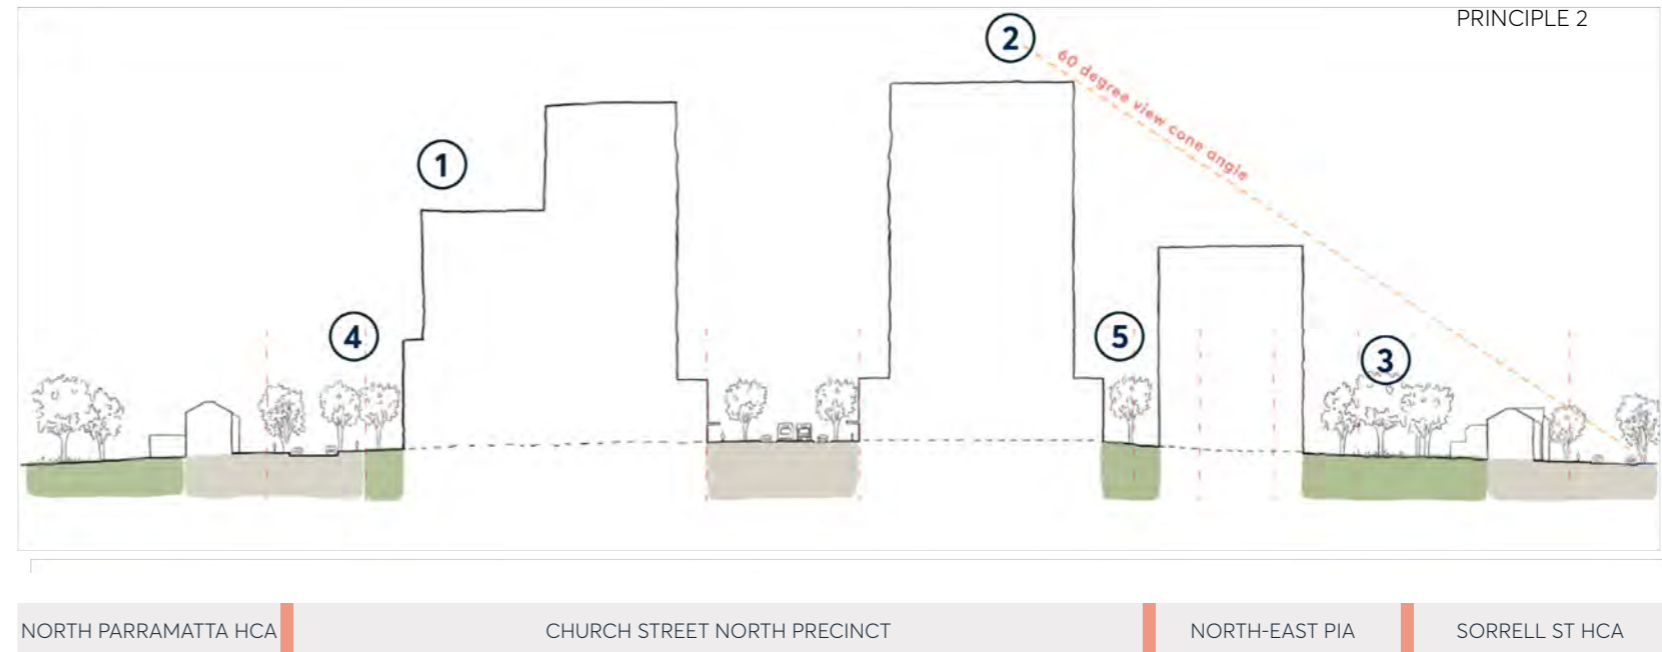 PRINCIPLE 2
2
60 degree view cone angle
1
4
5
3
NORTH PARRAMATTA HCA
CHURCH STREET NORTH PRECINCT
NORTH-EAST PIA
SORRELL ST HCA